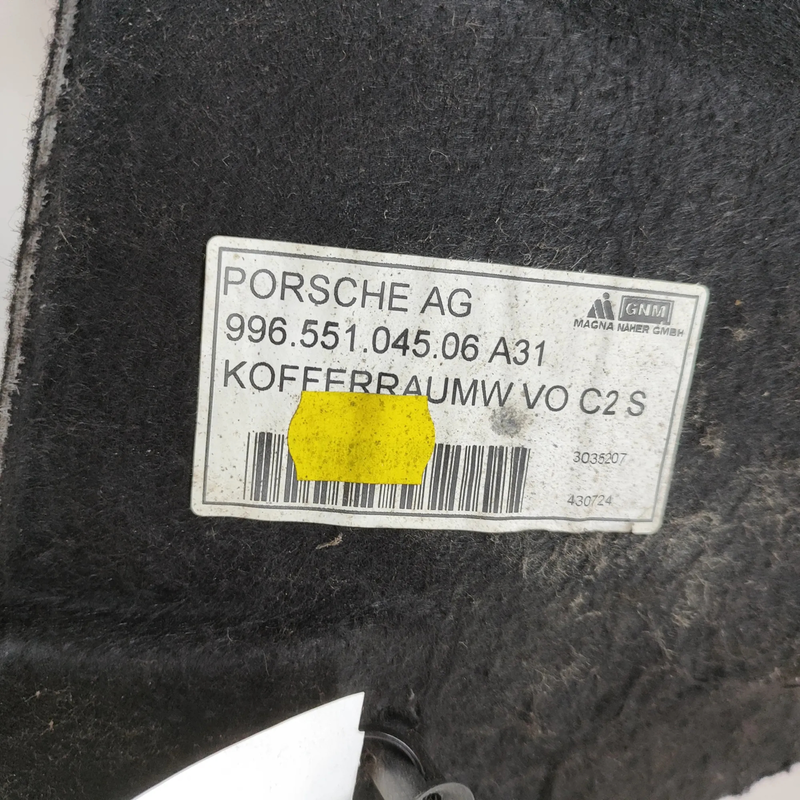 PORSCHE AG
GNM
MAGNA NAHER GMBH
996.551.045.06 A31
KOFFERRAUMW VO C2 S
3035207
430724